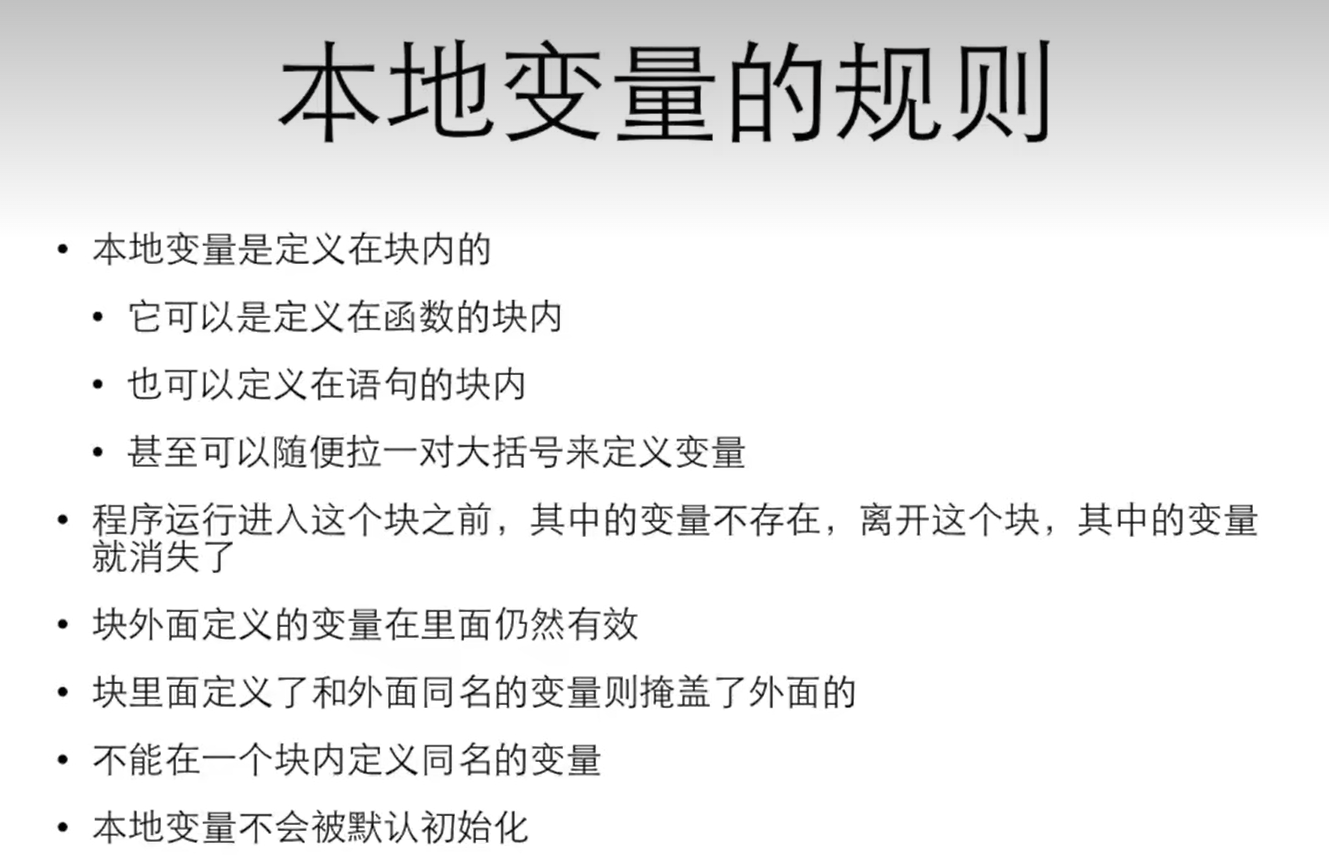 本地变量的规则
• 本地变量是定义在块内的
• 它可以是定义在函数的块内
• 也可以定义在语句的块内
• 甚至可以随便拉一对大括号来定义变量
• 程序运行进入这个块之前，其中的变量不存在，离开这个块，其中的变量
就消失了
• 块外面定义的变量在里面仍然有效
• 块里面定义了和外面同名的变量则掩盖了外面的
• 不能在一个块内定义同名的变量
• 本地变量不会被默认初始化